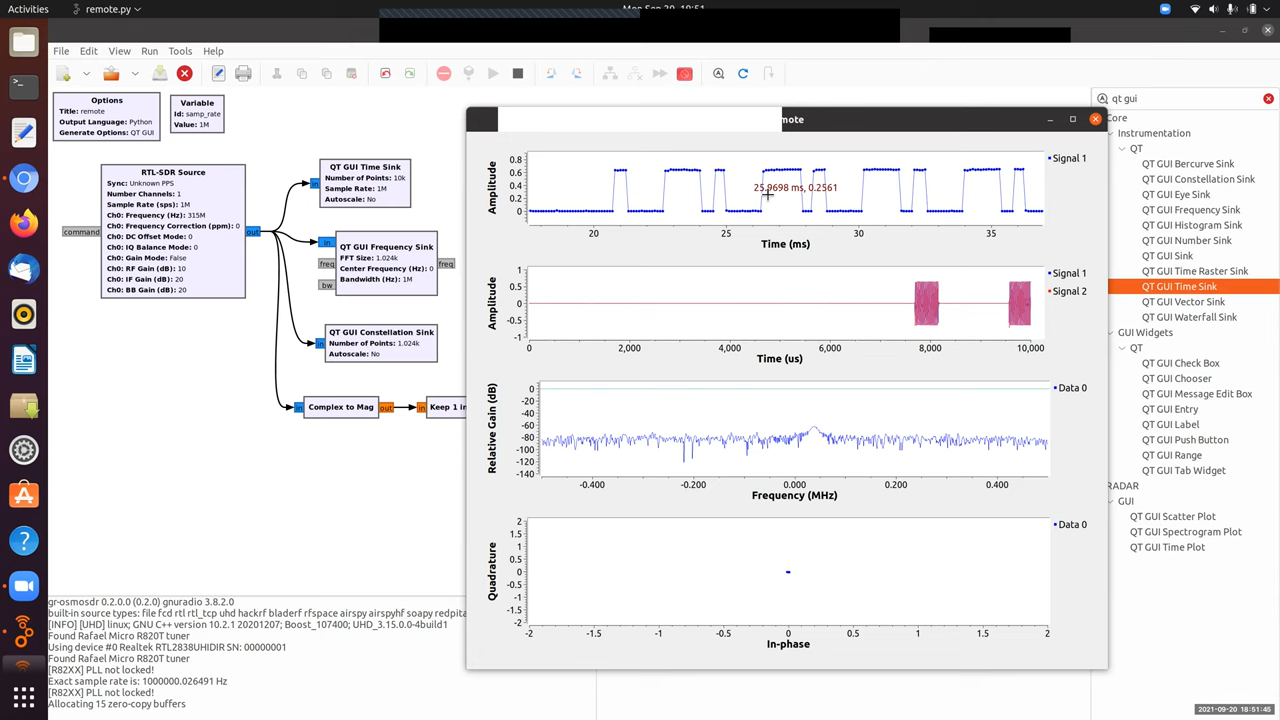 Activities
remote.py
File Edit View Run Tools Help
Options
Title: remote
Output Language: Python
Generate Options: QT GUI
Variable
Id: samp_rate
Value: 1M
RTL-SDR Source
Sync: Unknown PPS
Number Channels: 1
Sample Rate (sps): 1M
Ch0: Frequency (Hz): 315M
Ch0: Frequency Correction (ppm): 0
Ch0: DC Offset Mode: 0
Ch0: IQ Balance Mode: 0
Ch0: Gain Mode: False
Ch0: RF Gain (dB): 10
Ch0: IF Gain (dB): 20
Ch0: BB Gain (dB): 20
command
out
in
QT GUI Time Sink
Number of Points: 10k
Sample Rate: 1M
Autoscale: No
in
freq
bw
QT GUI Frequency Sink
FFT Size: 1.024k
Center Frequency (Hz): 0
Bandwidth (Hz): 1M
freq
in
QT GUI Constellation Sink
Number of Points: 1.024k
Autoscale: No
in
Complex to Mag
out
in
Keep 1 in
mote
Amplitude
0.8
0.6
0.4
0.2
0
25.9698 ms, 0.2561
20 25 30 35
Time (ms)
Signal 1
Amplitude
1
0.5
0
-0.5
-1
0 2,000 4,000 6,000 8,000 10,000
Time (us)
Signal 1
Signal 2
Relative Gain (dB)
0
-20
-40
-60
-80
-100
-120
-140
-0.400 -0.200 0.000 0.200 0.400
Frequency (MHz)
Data 0
Quadrature
2
1.5
1
0.5
0
-0.5
-1
-1.5
-2
-2 -1.5 -1 -0.5 0 0.5 1 1.5 2
In-phase
Data 0
qt gui
Core
Instrumentation
QT
QT GUI Bercurve Sink
QT GUI Constellation Sink
QT GUI Eye Sink
QT GUI Frequency Sink
QT GUI Histogram Sink
QT GUI Number Sink
QT GUI Sink
QT GUI Time Raster Sink
QT GUI Time Sink
QT GUI Vector Sink
QT GUI Waterfall Sink
GUI Widgets
QT
QT GUI Check Box
QT GUI Chooser
QT GUI Message Edit Box
QT GUI Entry
QT GUI Label
QT GUI Push Button
QT GUI Range
QT GUI Tab Widget
RADAR
GUI
QT GUI Scatter Plot
QT GUI Spectrogram Plot
QT GUI Time Plot
gr-osmosdr 0.2.0.0 (0.2.0) gnuradio 3.8.2.0
built-in source types: file fcd rtl rtl_tcp uhd hackrf bladerf rfspace airspy airspyhf soapy redpita
[INFO] [UHD] linux; GNU C++ version 10.2.1 20201207; Boost_107400; UHD_3.15.0.0-4build1
Found Rafael Micro R820T tuner
Using device #0 Realtek RTL2838UHIDIR SN: 00000001
Found Rafael Micro R820T tuner
[R82XX] PLL not locked!
Exact sample rate is: 1000000.026491 Hz
[R82XX] PLL not locked!
Allocating 15 zero-copy buffers
2021-09-20 18:51:45